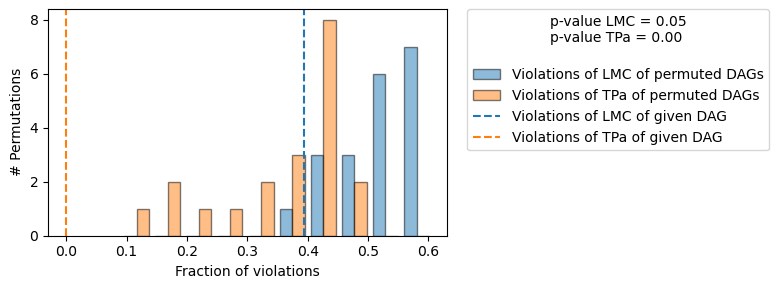 8
6
4
2
0
# Permutations
0.0 0.1 0.2 0.3 0.4 0.5 0.6
Fraction of violations
p-value LMC = 0.05
p-value TPa = 0.00
Violations of LMC of permuted DAGs
Violations of TPa of permuted DAGs
Violations of LMC of given DAG
Violations of TPa of given DAG